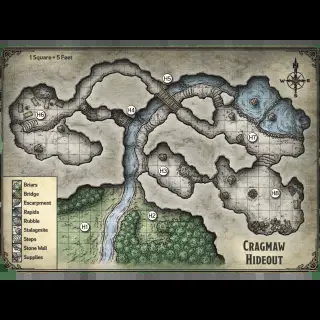 1 Square = 5 Feet
N
H5
H6
H4
H7
H3
H8
H1
H2
Briars
Bridge
Escarpment
Rapids
Rubble
Stalagmite
Steps
Stone Wall
Supplies
CRAGMAW
HIDEOUT